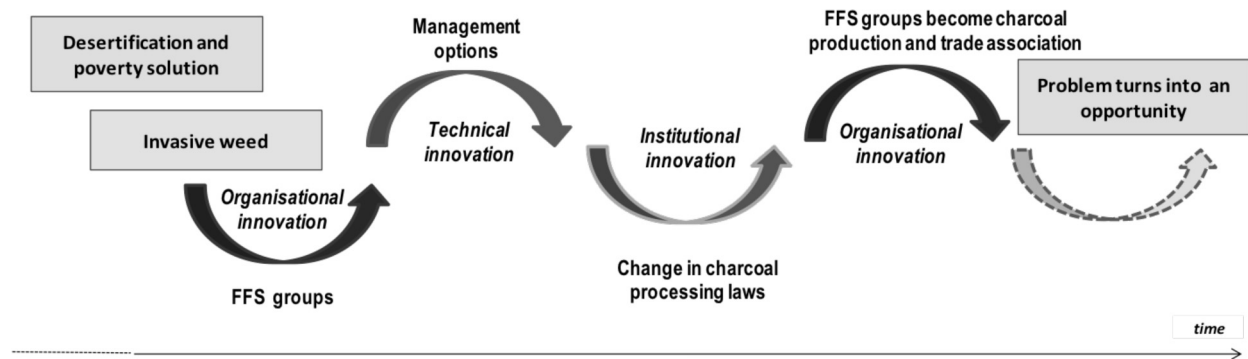 Desertification and
poverty solution
Invasive weed
Organisational
innovation
FFS groups
Management
options
Technical
innovation
Institutional
innovation
Change in charcoal
processing laws
FFS groups become charcoal
production and trade association
Organisational
innovation
Problem turns into an
opportunity
time